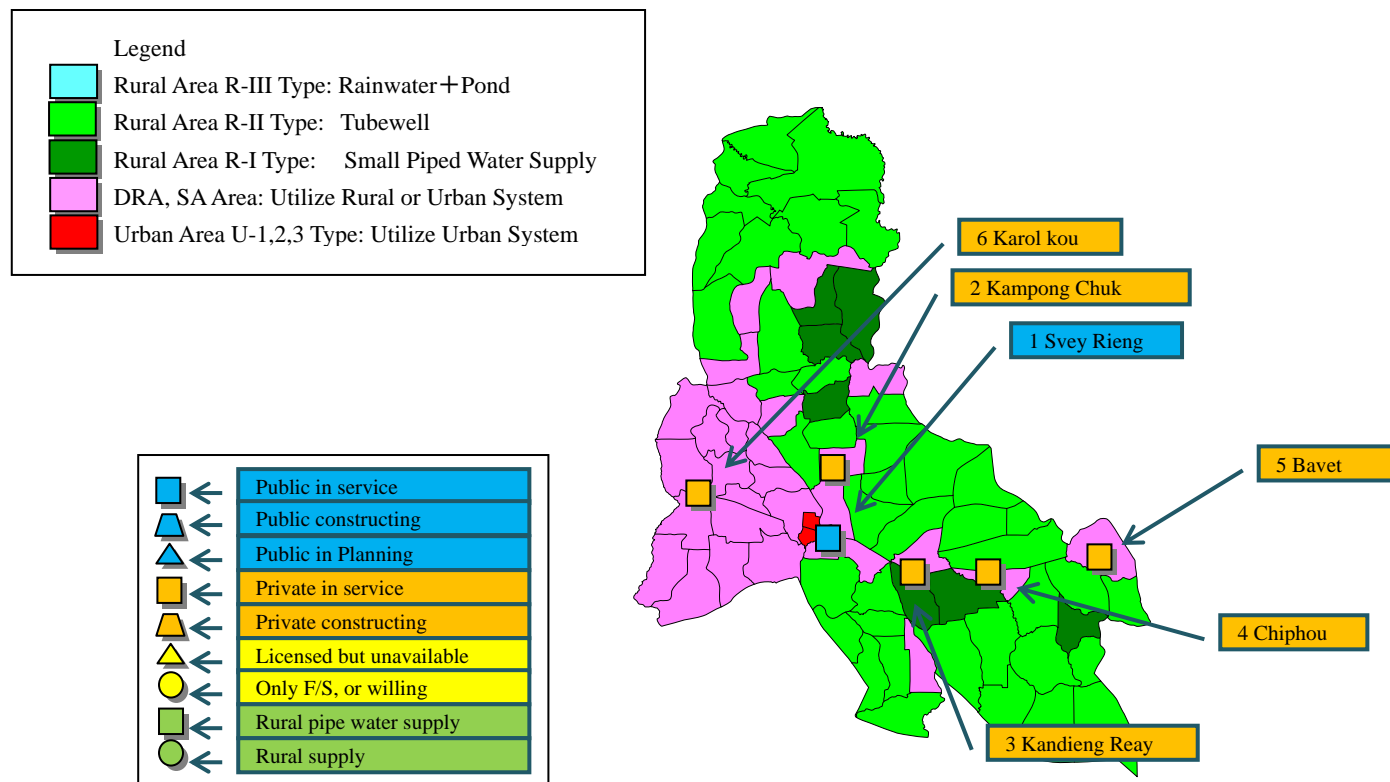 Legend
Rural Area R-III Type: Rainwater＋Pond
Rural Area R-II Type: Tubewell
Rural Area R-I Type: Small Piped Water Supply
DRA, SA Area: Utilize Rural or Urban System
Urban Area U-1,2,3 Type: Utilize Urban System
6 Karol kou
2 Kampong Chuk
1 Svey Rieng
5 Bavet
4 Chiphou
3 Kandieng Reay
Public in service
Public constructing
Public in Planning
Private in service
Private constructing
Licensed but unavailable
Only F/S, or willing
Rural pipe water supply
Rural supply